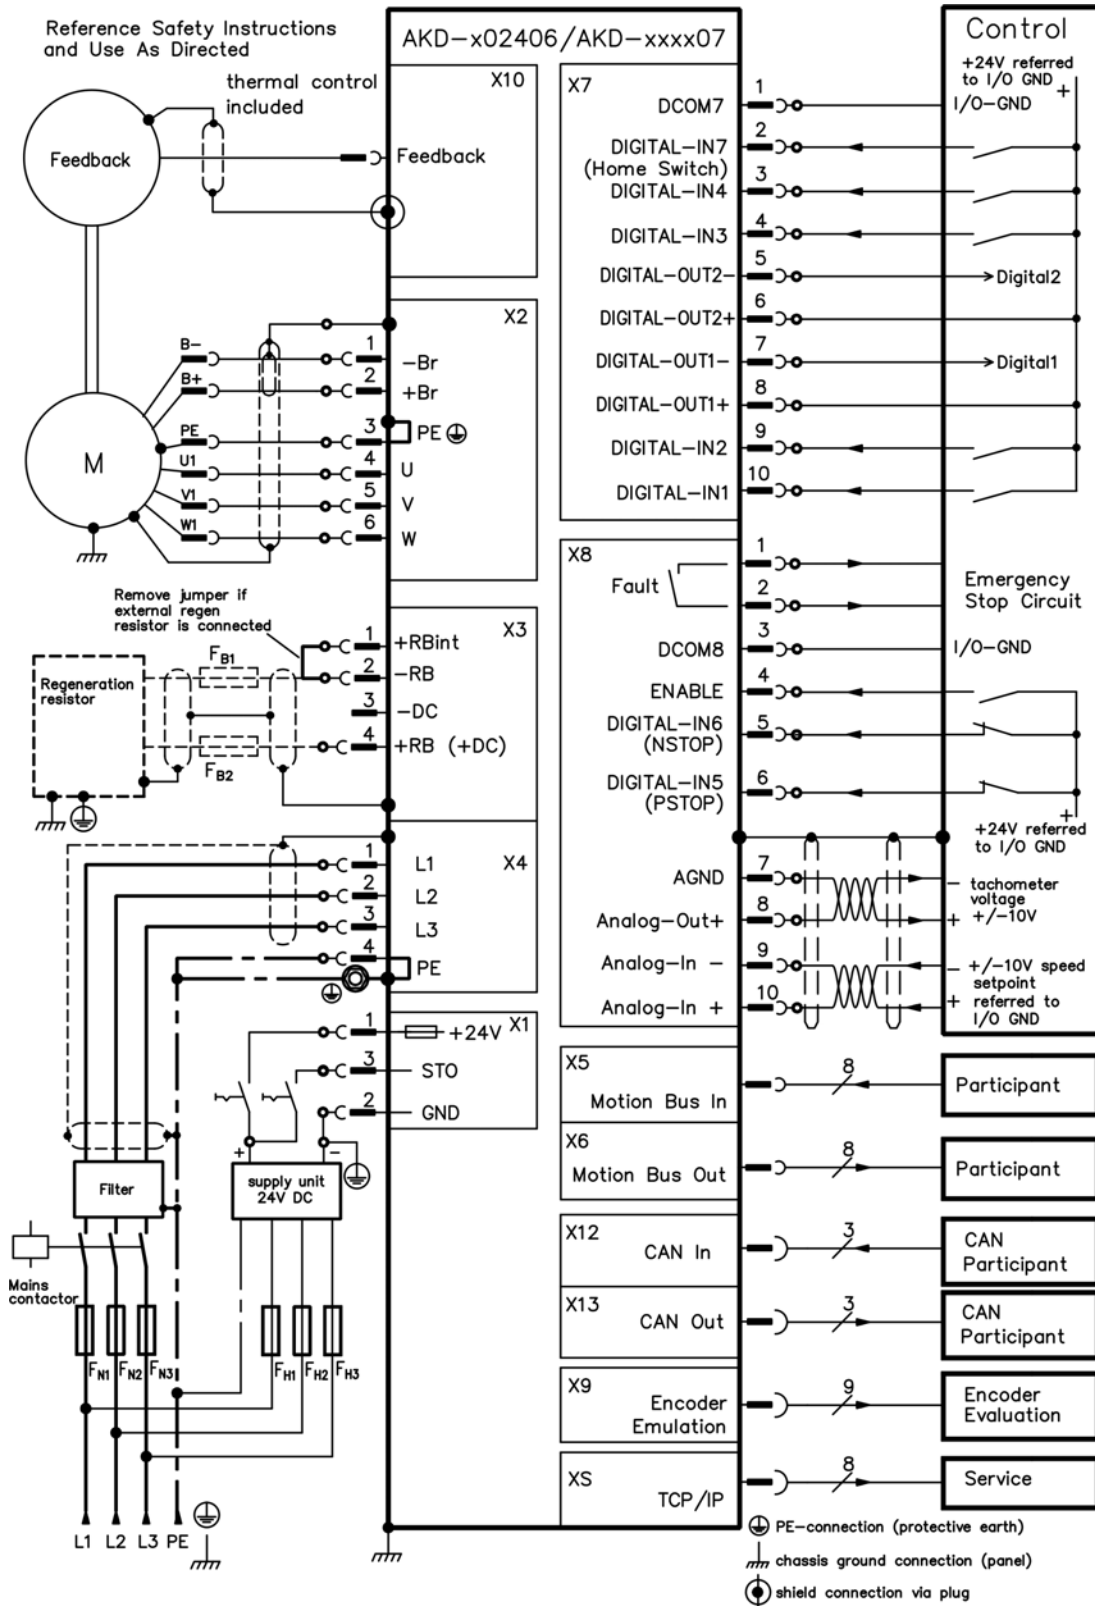 Reference Safety Instructions
and Use As Directed
AKD-x02406/AKD-xxxx07
Control
thermal control
included
Feedback
X10
Feedback
X7
1
DCOM7
2
DIGITAL-IN7
(Home Switch)
3
DIGITAL-IN4
4
DIGITAL-IN3
5
DIGITAL-OUT2-
6
DIGITAL-OUT2+
7
DIGITAL-OUT1-
8
DIGITAL-OUT1+
9
DIGITAL-IN2
10
DIGITAL-IN1
+24V referred
to I/O GND
+
I/O-GND
Digital2
Digital1
X2
B-
1
-Br
B+
2
+Br
PE
3
PE
U1
4
U
V1
5
V
W1
6
W
M
X8
1
Fault
2
3
DCOM8
4
ENABLE
5
DIGITAL-IN6
(NSTOP)
6
DIGITAL-IN5
(PSTOP)
7
AGND
8
Analog-Out+
9
Analog-In -
10
Analog-In +
Emergency
Stop Circuit
I/O-GND
+
+24V referred
to I/O GND
-
tachometer
voltage
+
+/-10V
-
+/-10V speed
setpoint
+
referred to
I/O GND
Remove jumper if
external regen
resistor is connected
Regeneration
resistor
FB1
FB2
X3
1
+RBint
2
-RB
3
-DC
4
+RB (+DC)
X4
1
L1
2
L2
3
L3
4
PE
X1
1
+24V
3
STO
2
GND
+
-
supply unit
24V DC
Filter
Mains
contactor
FN1
FN2
FN3
FH1
FH2
FH3
L1
L2
L3
PE
X5
Motion Bus In
8
Participant
X6
Motion Bus Out
8
Participant
X12
CAN In
3
CAN
Participant
X13
CAN Out
3
CAN
Participant
X9
Encoder
Emulation
9
Encoder
Evaluation
XS
TCP/IP
8
Service
PE-connection (protective earth)
chassis ground connection (panel)
shield connection via plug